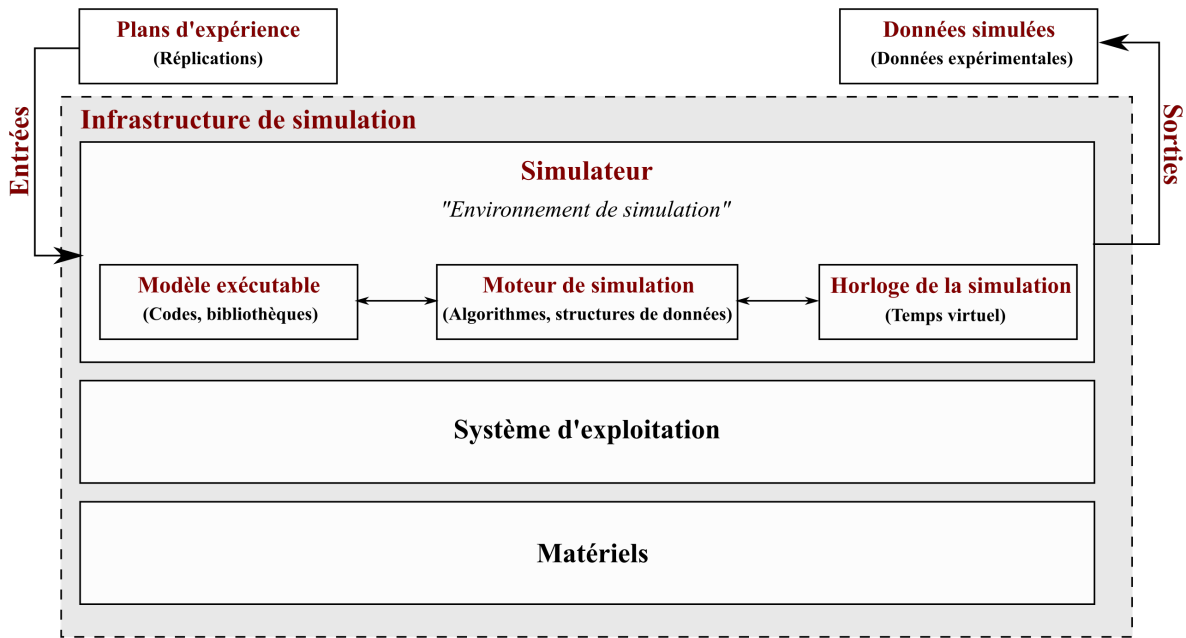 Plans d'expérience
(Réplications)
Données simulées
(Données expérimentales)
Entrées
Sorties
Infrastructure de simulation
Simulateur
"Environnement de simulation"
Modèle exécutable
(Codes, bibliothèques)
Moteur de simulation
(Algorithmes, structures de données)
Horloge de la simulation
(Temps virtuel)
Système d'exploitation
Matériels